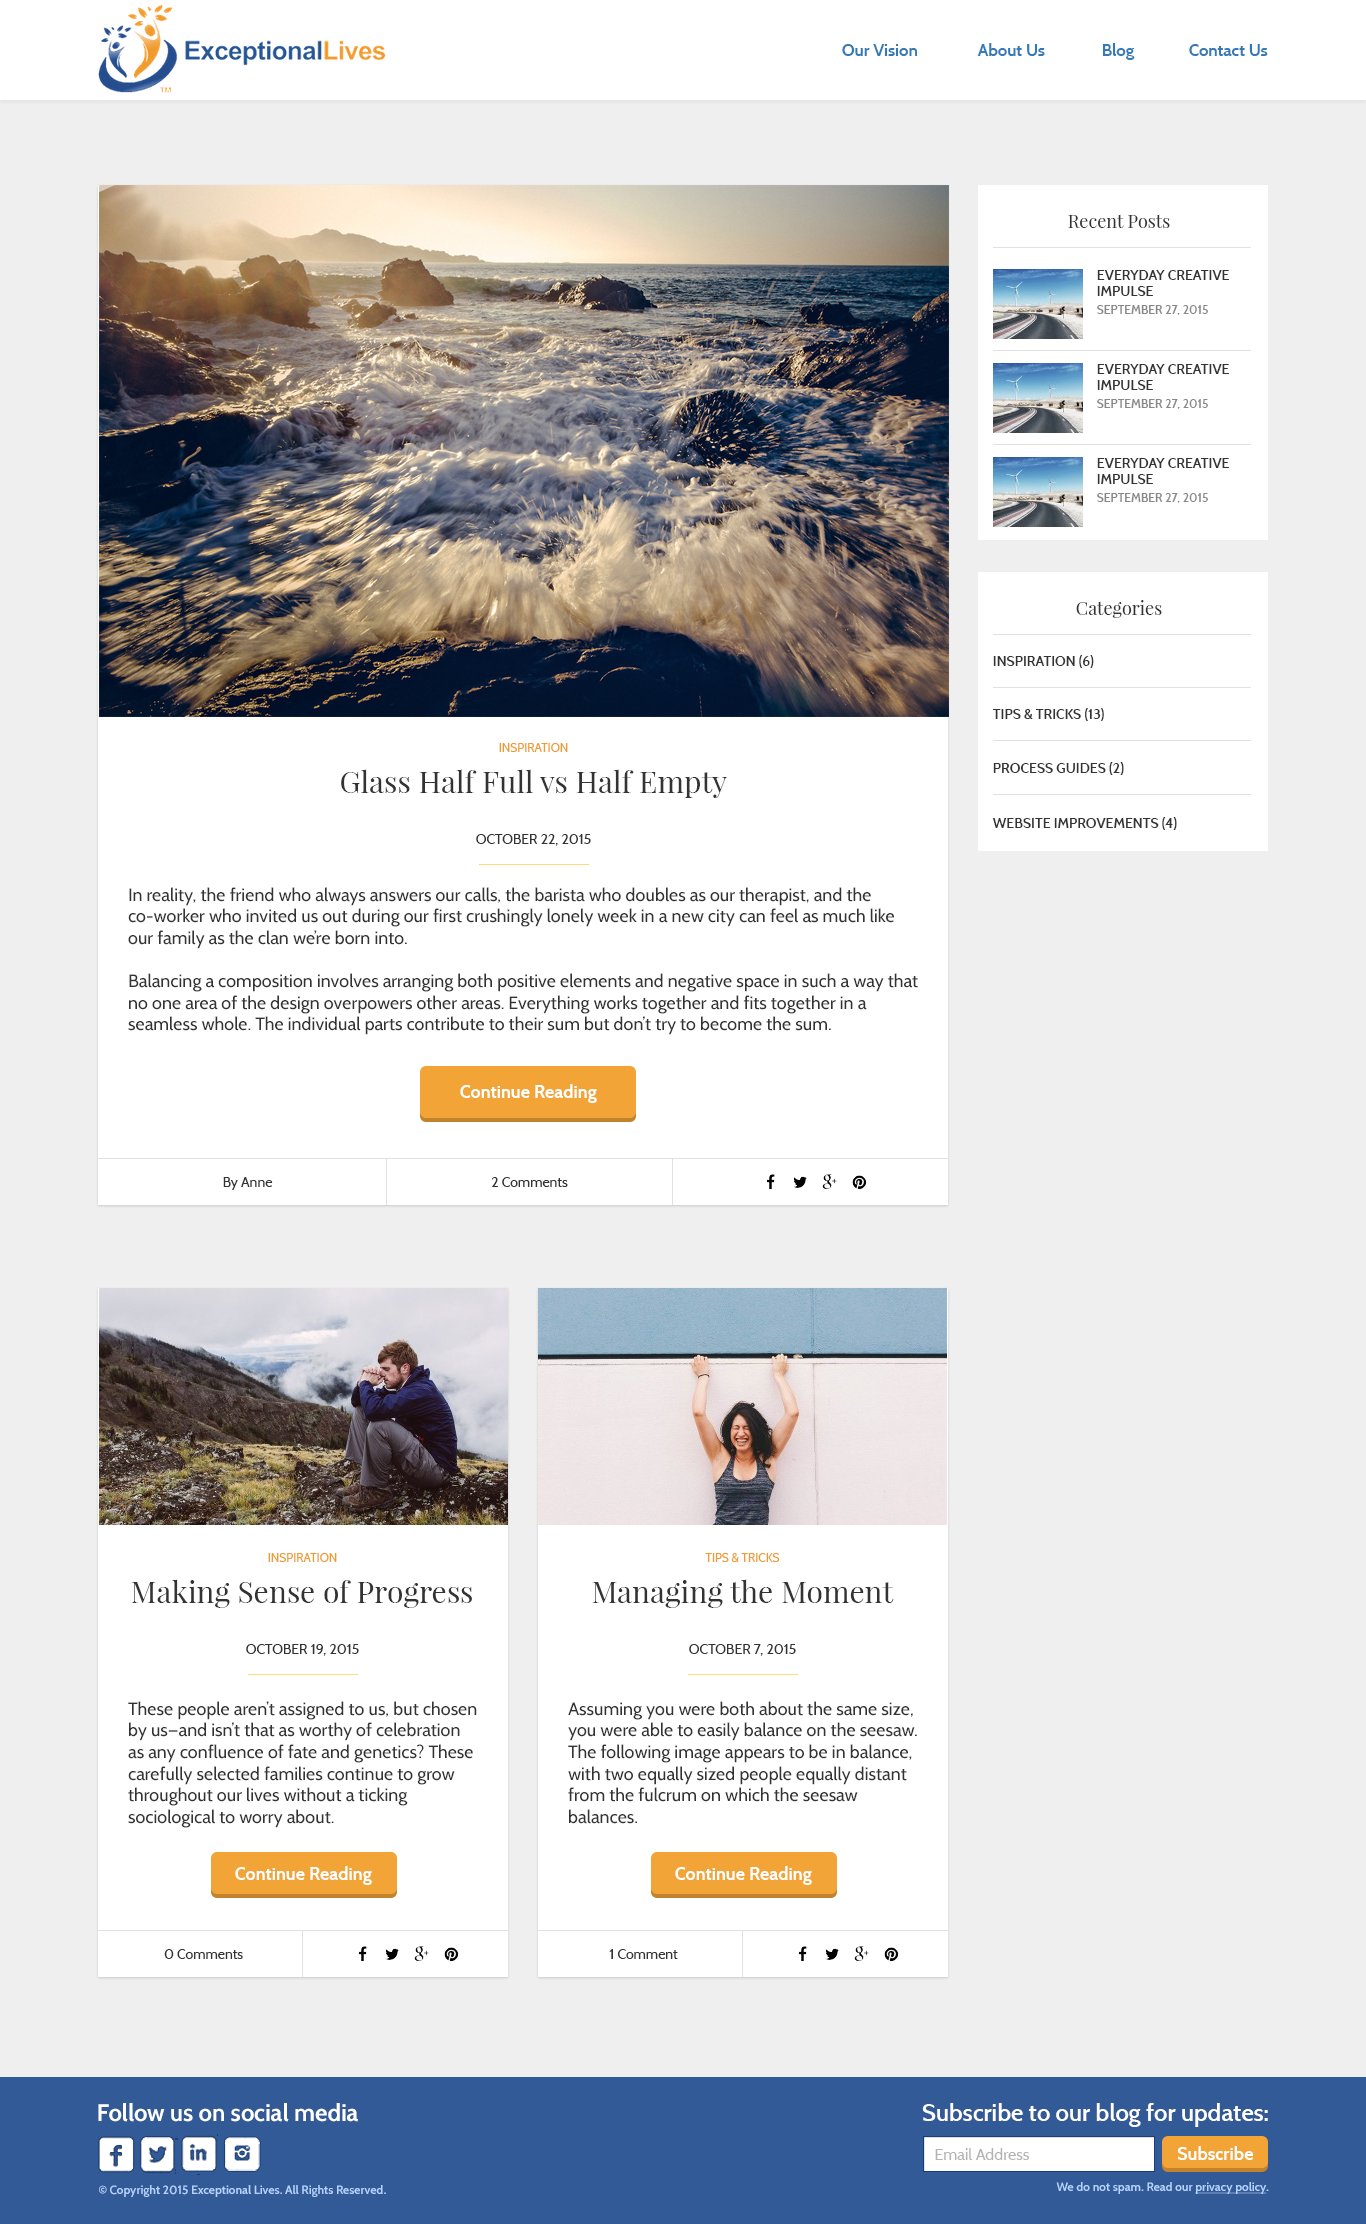 ExceptionalLives
TM
Our Vision
About Us
Blog
Contact Us
INSPIRATION
Glass Half Full vs Half Empty
OCTOBER 22, 2015
In reality, the friend who always answers our calls, the barista who doubles as our therapist, and the
co-worker who invited us out during our first crushingly lonely week in a new city can feel as much like
our family as the clan we're born into.
Balancing a composition involves arranging both positive elements and negative space in such a way that
no one area of the design overpowers other areas. Everything works together and fits together in a
seamless whole. The individual parts contribute to their sum but don't try to become the sum.
Continue Reading
By Anne
2 Comments
Recent Posts
EVERYDAY CREATIVE
IMPULSE
SEPTEMBER 27, 2015
EVERYDAY CREATIVE
IMPULSE
SEPTEMBER 27, 2015
EVERYDAY CREATIVE
IMPULSE
SEPTEMBER 27, 2015
Categories
INSPIRATION (6)
TIPS & TRICKS (13)
PROCESS GUIDES (2)
WEBSITE IMPROVEMENTS (4)
INSPIRATION
Making Sense of Progress
OCTOBER 19, 2015
These people aren't assigned to us, but chosen
by us—and isn't that as worthy of celebration
as any confluence of fate and genetics? These
carefully selected families continue to grow
throughout our lives without a ticking
sociological to worry about.
Continue Reading
0 Comments
TIPS & TRICKS
Managing the Moment
OCTOBER 7, 2015
Assuming you were both about the same size,
you were able to easily balance on the seesaw.
The following image appears to be in balance,
with two equally sized people equally distant
from the fulcrum on which the seesaw
balances.
Continue Reading
1 Comment
Follow us on social media
© Copyright 2015 Exceptional Lives. All Rights Reserved.
Subscribe to our blog for updates:
Email Address
Subscribe
We do not spam. Read our privacy policy.